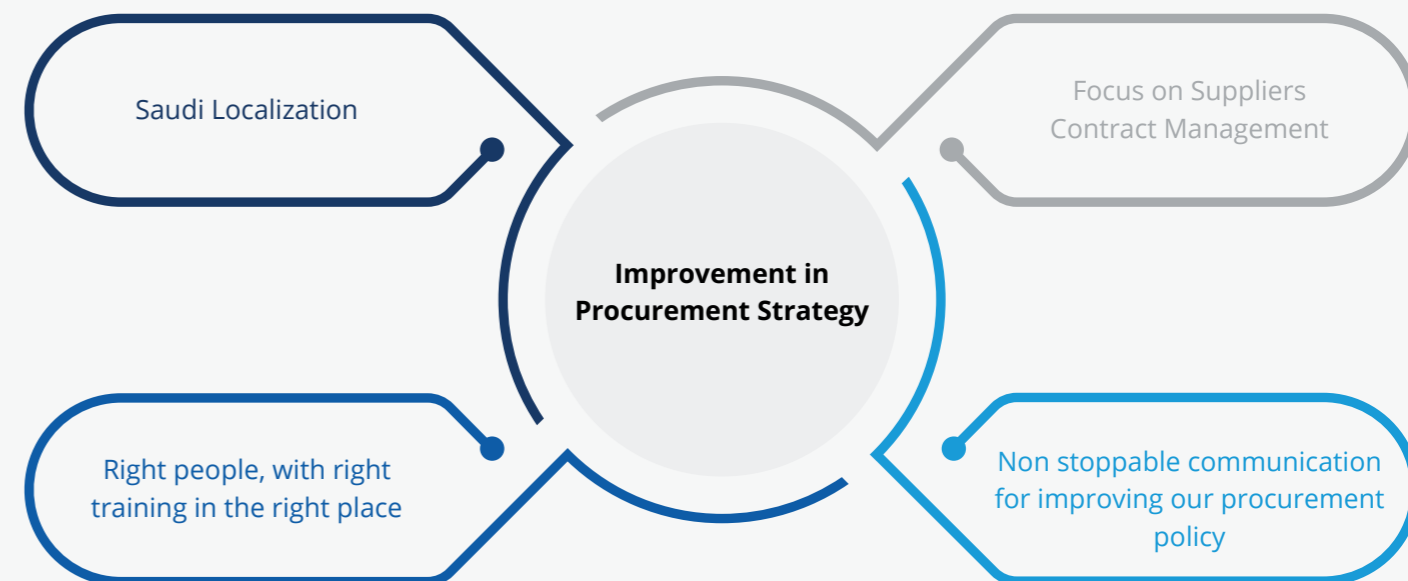 Saudi Localization
Focus on Suppliers
Contract Management
Improvement in
Procurement Strategy
Right people, with right
training in the right place
Non stoppable communication
for improving our procurement
policy